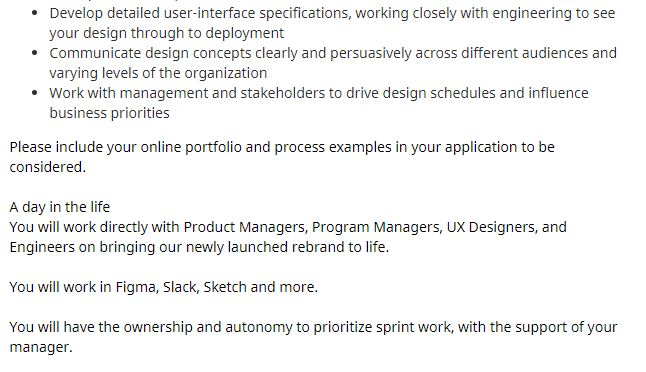 • Develop detailed user-interface specifications, working closely with engineering to see
your design through to deployment
• Communicate design concepts clearly and persuasively across different audiences and
varying levels of the organization
• Work with management and stakeholders to drive design schedules and influence
business priorities
Please include your online portfolio and process examples in your application to be
considered.
A day in the life
You will work directly with Product Managers, Program Managers, UX Designers, and
Engineers on bringing our newly launched rebrand to life.
You will work in Figma, Slack, Sketch and more.
You will have the ownership and autonomy to prioritize sprint work, with the support of your
manager.